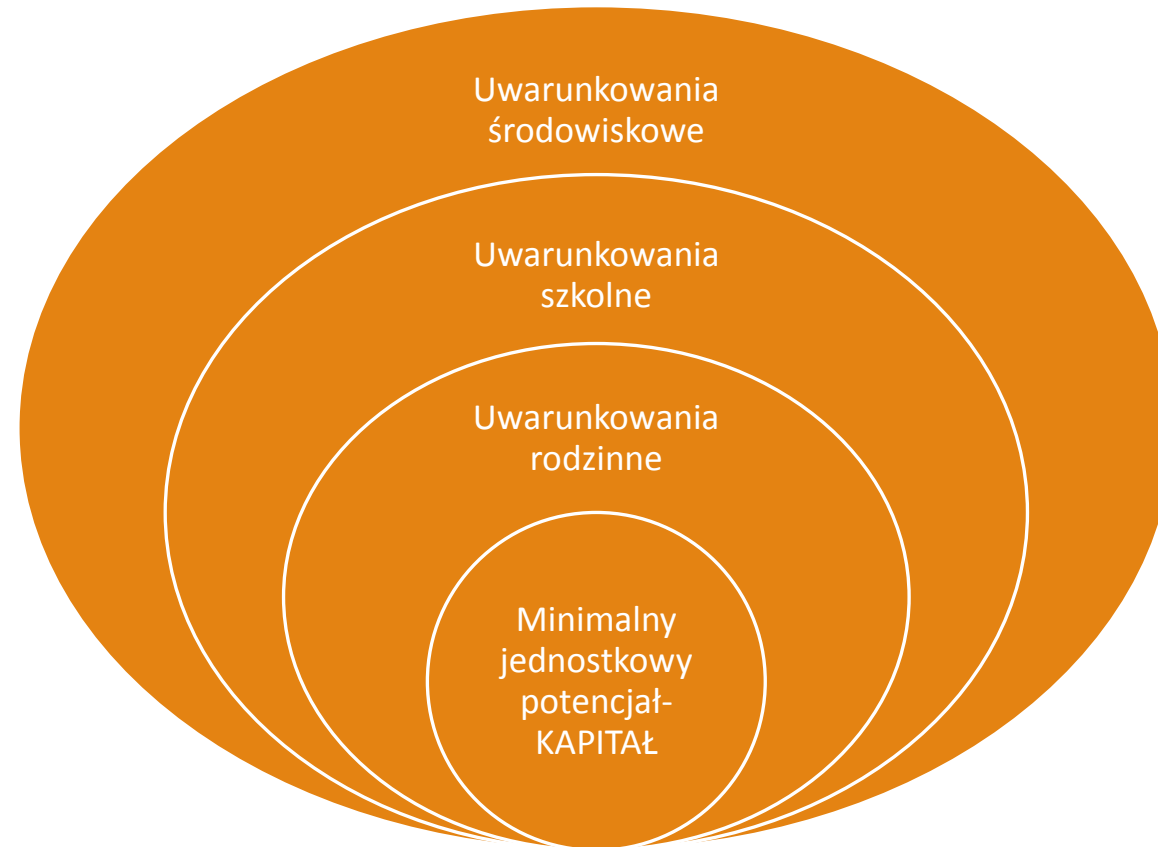 Uwarunkowania
środowiskowe
Uwarunkowania
szkolne
Uwarunkowania
rodzinne
Minimalny
jednostkowy
potencjał-
KAPITAŁ